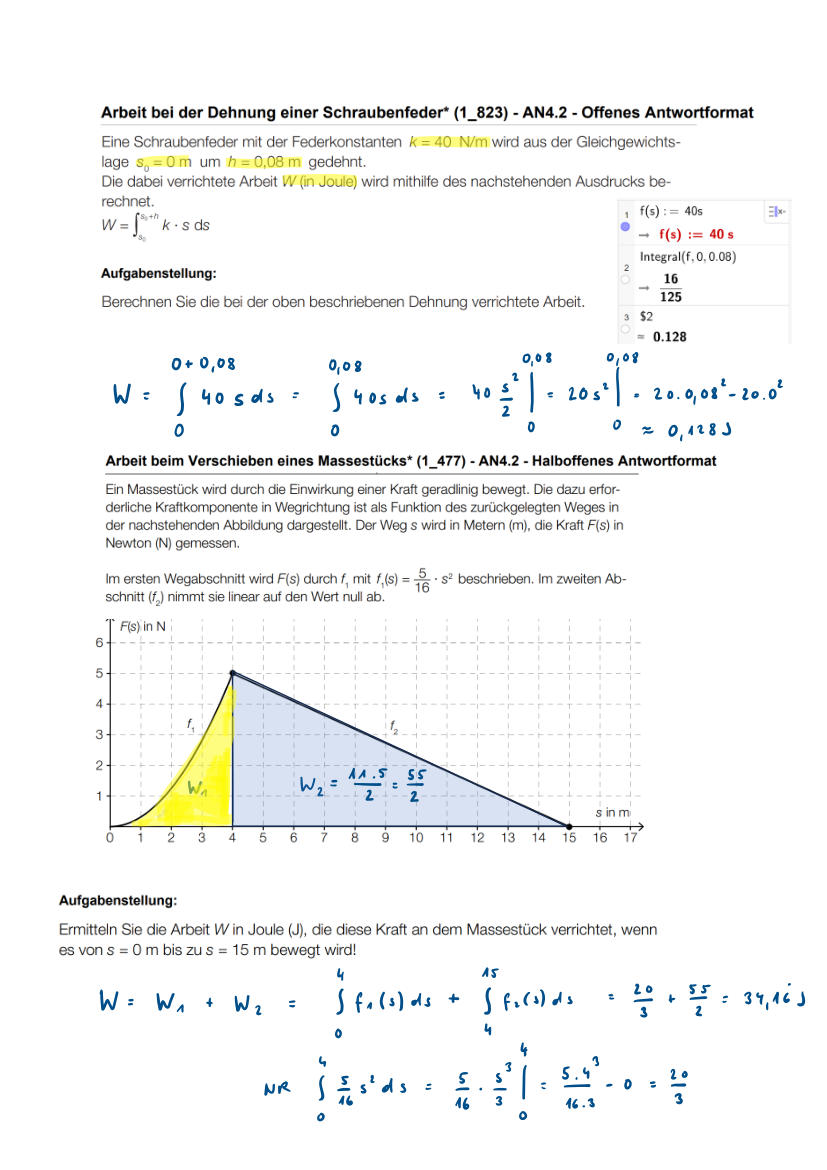 Arbeit bei der Dehnung einer Schraubenfeder* (1_823) - AN4.2 - Offenes Antwortformat
Eine Schraubenfeder mit der Federkonstanten k = 40 N/m wird aus der Gleichgewichts-
lage s₀ = 0 m um h = 0,08 m gedehnt.
Die dabei verrichtete Arbeit W (in Joule) wird mithilfe des nachstehenden Ausdrucks be-
rechnet.
W = ∫_{s₀}^{s₀+h} k · s ds
1 f(s) := 40s
→ f(s) := 40 s
2 Integral(f, 0, 0.08)
→ 16/125
3 $2
≈ 0.128
Aufgabenstellung:
Berechnen Sie die bei der oben beschriebenen Dehnung verrichtete Arbeit.
W = ∫_0^{0+0,08} 40 s ds = ∫_0^{0,08} 40s ds = 40 s²/2 |_0^{0,08} = 20s² |_0^{0,08} = 20.0,08² - 20.0²
≈ 0,128 J
Arbeit beim Verschieben eines Massestücks* (1_477) - AN4.2 - Halboffenes Antwortformat
Ein Massestück wird durch die Einwirkung einer Kraft geradlinig bewegt. Die dazu erfor-
derliche Kraftkomponente in Wegrichtung ist als Funktion des zurückgelegten Weges in
der nachstehenden Abbildung dargestellt. Der Weg s wird in Metern (m), die Kraft F(s) in
Newton (N) gemessen.
Im ersten Wegabschnitt wird F(s) durch f₁ mit f₁(s) = 5/16 · s² beschrieben. Im zweiten Ab-
schnitt (f₂) nimmt sie linear auf den Wert null ab.
F(s) in N
6
5
4
3
2
1
f₁
f₂
W₁
W₂ = 11.5/2 = 55/2
s in m
0 1 2 3 4 5 6 7 8 9 10 11 12 13 14 15 16 17
Aufgabenstellung:
Ermitteln Sie die Arbeit W in Joule (J), die diese Kraft an dem Massestück verrichtet, wenn
es von s = 0 m bis zu s = 15 m bewegt wird!
W = W₁ + W₂ = ∫_0^4 f₁(s) ds + ∫_4^{15} f₂(s) ds = 20/3 + 55/2 = 34,16̇ J
NR ∫_0^4 5/16 s² ds = 5/16 · s³/3 |_0^4 = 5.4³/16.3 - 0 = 20/3